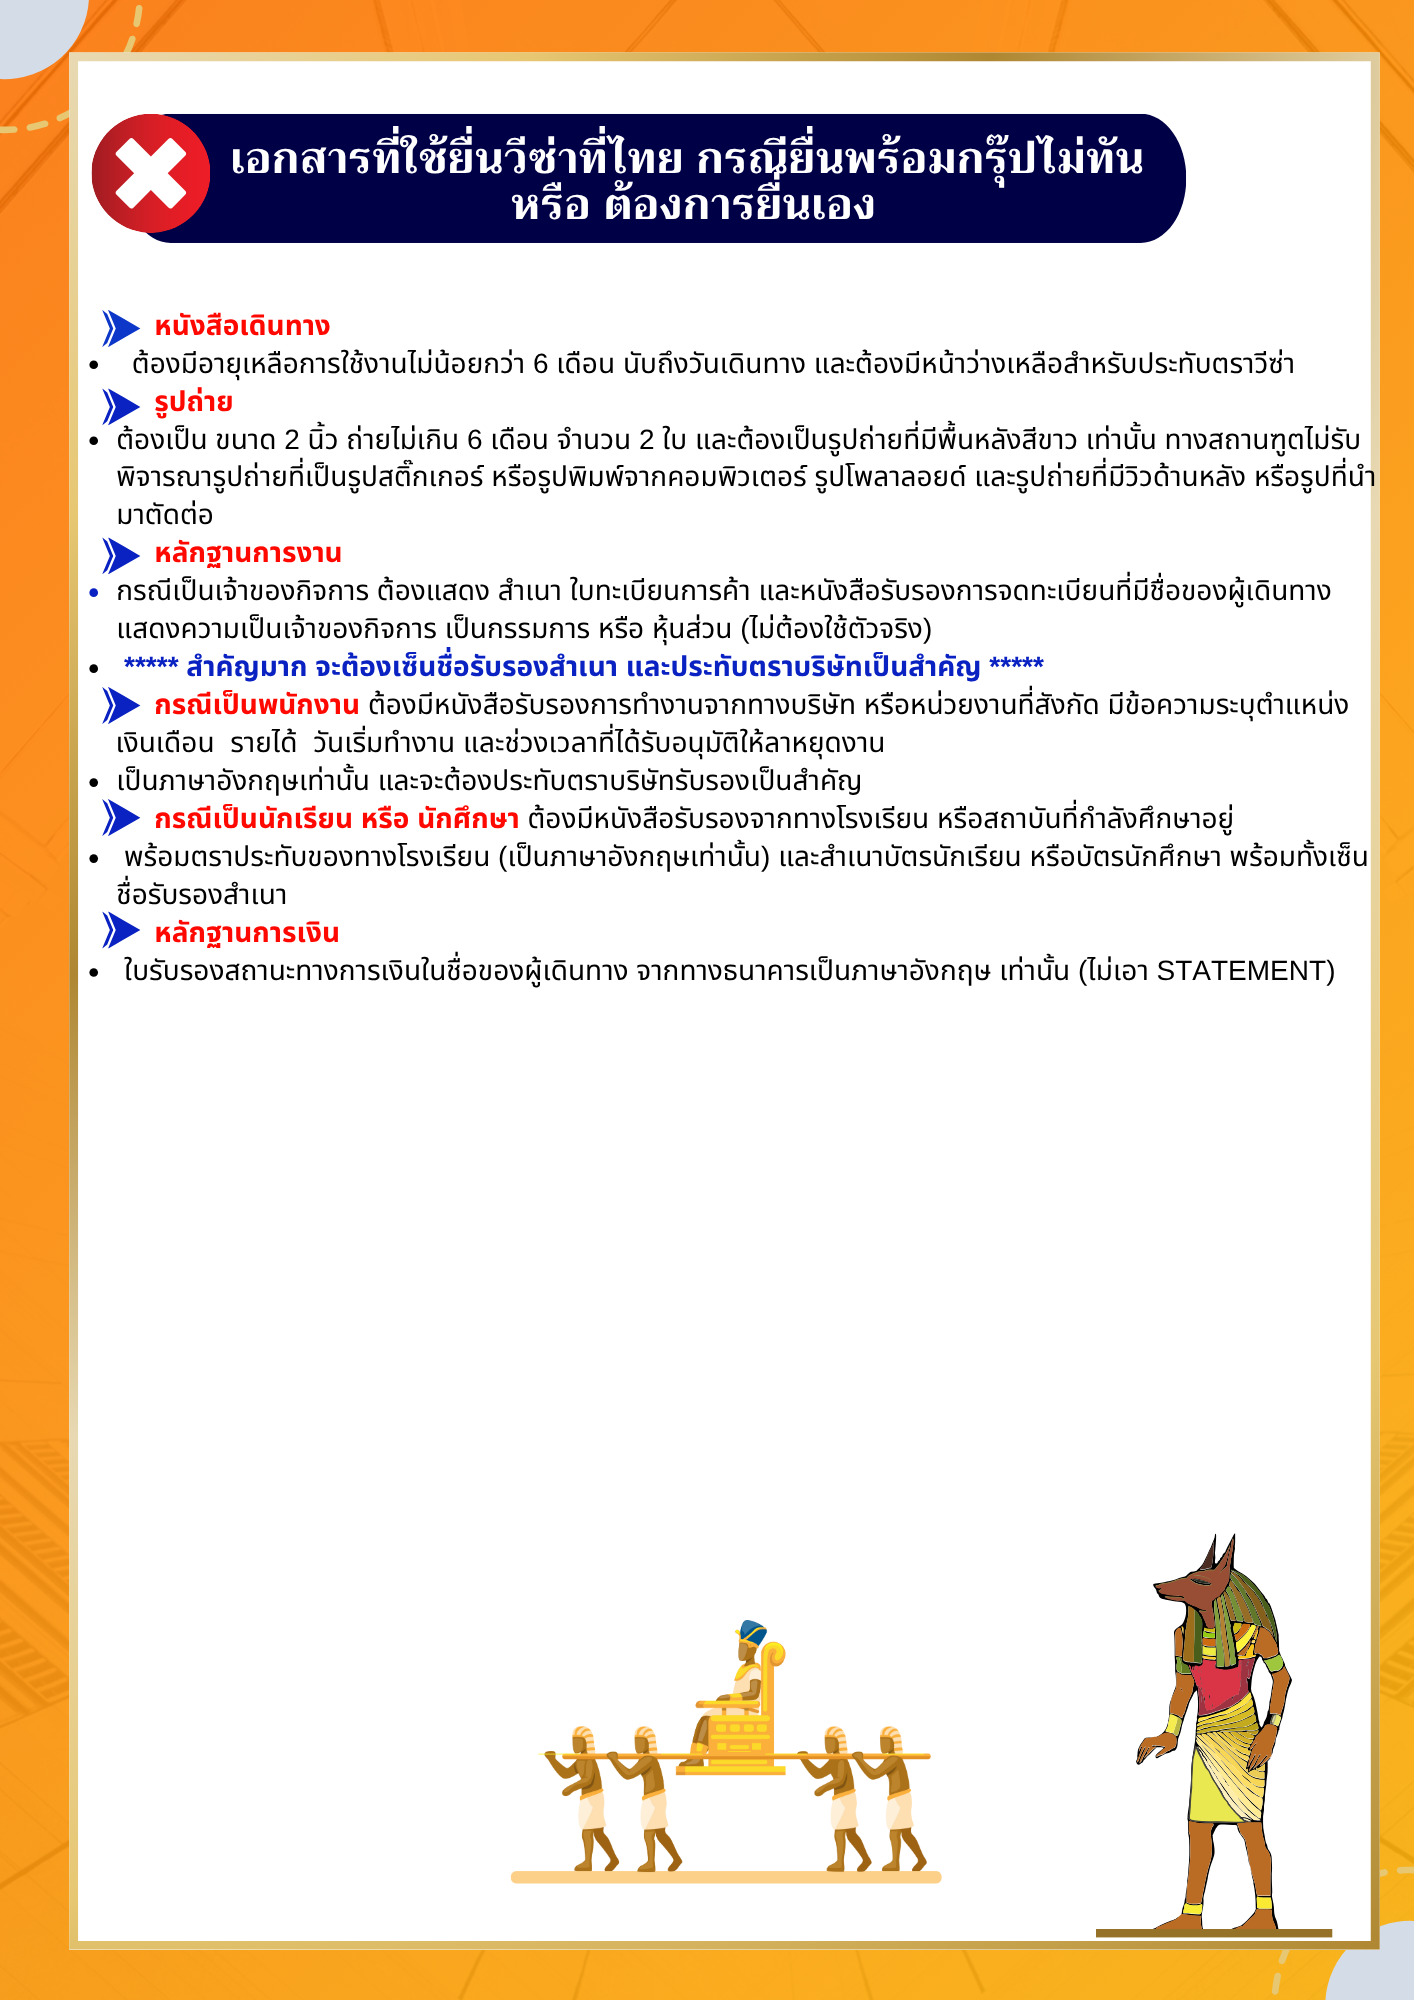 เอกสารที่ใช้ยื่นวีซ่าที่ไทย กรณียื่นพร้อมกรุ๊ปไม่ทัน
หรือ ต้องการยื่นเอง
หนังสือเดินทาง
• ต้องมีอายุเหลือการใช้งานไม่น้อยกว่า 6 เดือน นับถึงวันเดินทาง และต้องมีหน้าว่างเหลือสำหรับประทับตราวีซ่า
รูปถ่าย
• ต้องเป็น ขนาด 2 นิ้ว ถ่ายไม่เกิน 6 เดือน จำนวน 2 ใบ และต้องเป็นรูปถ่ายที่มีพื้นหลังสีขาว เท่านั้น ทางสถานฑูตไม่รับ
พิจารณารูปถ่ายที่เป็นรูปสติ๊กเกอร์ หรือรูปพิมพ์จากคอมพิวเตอร์ รูปโพลาลอยด์ และรูปถ่ายที่มีวิวด้านหลัง หรือรูปที่นำ
มาตัดต่อ
หลักฐานการงาน
• กรณีเป็นเจ้าของกิจการ ต้องแสดง สำเนา ใบทะเบียนการค้า และหนังสือรับรองการจดทะเบียนที่มีชื่อของผู้เดินทาง
แสดงความเป็นเจ้าของกิจการ เป็นกรรมการ หรือ หุ้นส่วน (ไม่ต้องใช้ตัวจริง)
• ***** สำคัญมาก จะต้องเซ็นชื่อรับรองสำเนา และประทับตราบริษัทเป็นสำคัญ *****
กรณีเป็นพนักงาน ต้องมีหนังสือรับรองการทำงานจากทางบริษัท หรือหน่วยงานที่สังกัด มีข้อความระบุตำแหน่ง
เงินเดือน รายได้ วันเริ่มทำงาน และช่วงเวลาที่ได้รับอนุมัติให้ลาหยุดงาน
• เป็นภาษาอังกฤษเท่านั้น และจะต้องประทับตราบริษัทรับรองเป็นสำคัญ
กรณีเป็นนักเรียน หรือ นักศึกษา ต้องมีหนังสือรับรองจากทางโรงเรียน หรือสถาบันที่กำลังศึกษาอยู่
• พร้อมตราประทับของทางโรงเรียน (เป็นภาษาอังกฤษเท่านั้น) และสำเนาบัตรนักเรียน หรือบัตรนักศึกษา พร้อมทั้งเซ็น
ชื่อรับรองสำเนา
หลักฐานการเงิน
• ใบรับรองสถานะทางการเงินในชื่อของผู้เดินทาง จากทางธนาคารเป็นภาษาอังกฤษ เท่านั้น (ไม่เอา STATEMENT)